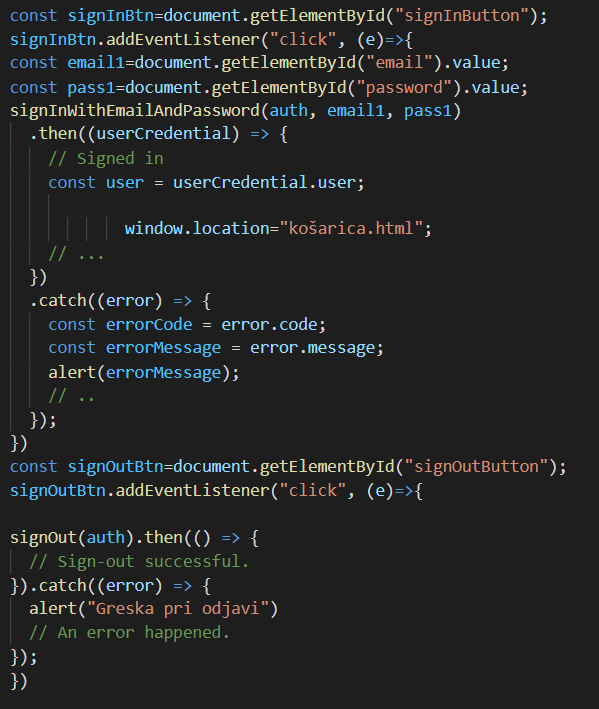 const signInBtn=document.getElementById("signInButton");
signInBtn.addEventListener("click", (e)=>{
const email1=document.getElementById("email").value;
const pass1=document.getElementById("password").value;
signInWithEmailAndPassword(auth, email1, pass1)
  .then((userCredential) => {
    // Signed in
    const user = userCredential.user;

            window.location="košarica.html";
    // ...
  })
  .catch((error) => {
    const errorCode = error.code;
    const errorMessage = error.message;
    alert(errorMessage);
    // ..
  });
})
const signOutBtn=document.getElementById("signOutButton");
signOutBtn.addEventListener("click", (e)=>{

signOut(auth).then(() => {
  // Sign-out successful.
}).catch((error) => {
  alert("Greska pri odjavi")
  // An error happened.
});
})